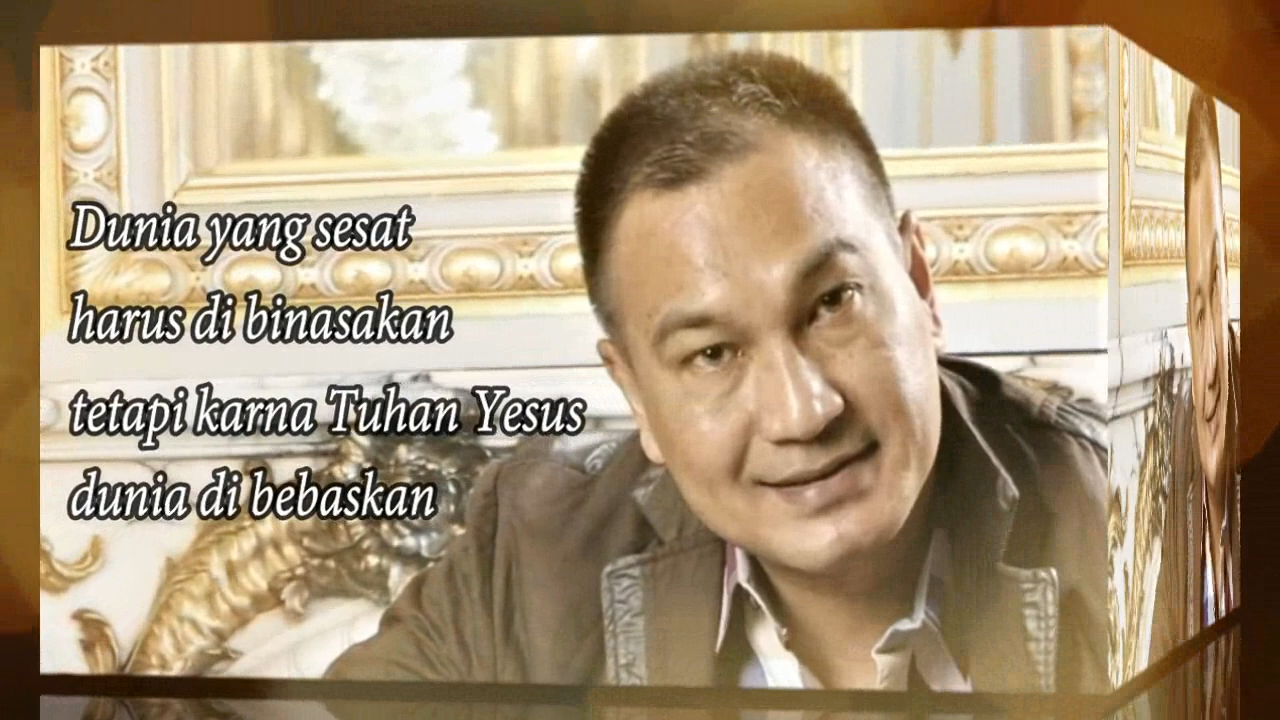 Dunia yang sesat
harus di binasakan
tetapi karna Tuhan Yesus
dunia di bebaskan